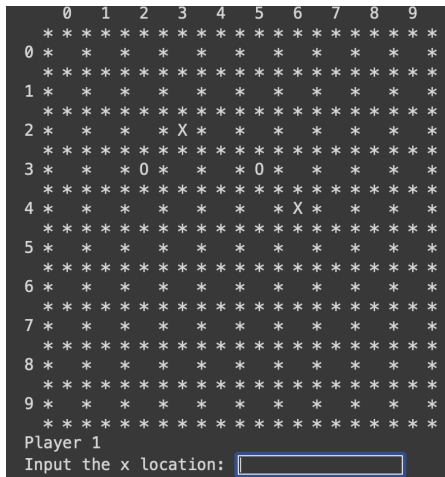 0   1   2   3   4   5   6   7   8   9
  * * * * * * * * * * * * * * * * * * * * *
0 *   *   *   *   *   *   *   *   *   *   *
  * * * * * * * * * * * * * * * * * * * * *
1 *   *   *   *   *   *   *   *   *   *   *
  * * * * * * * * * * * * * * * * * * * * *
2 *   *   *   * X *   *   *   *   *   *   *
  * * * * * * * * * * * * * * * * * * * * *
3 *   *   * O *   *   * O *   *   *   *   *
  * * * * * * * * * * * * * * * * * * * * *
4 *   *   *   *   *   *   * X *   *   *   *
  * * * * * * * * * * * * * * * * * * * * *
5 *   *   *   *   *   *   *   *   *   *   *
  * * * * * * * * * * * * * * * * * * * * *
6 *   *   *   *   *   *   *   *   *   *   *
  * * * * * * * * * * * * * * * * * * * * *
7 *   *   *   *   *   *   *   *   *   *   *
  * * * * * * * * * * * * * * * * * * * * *
8 *   *   *   *   *   *   *   *   *   *   *
  * * * * * * * * * * * * * * * * * * * * *
9 *   *   *   *   *   *   *   *   *   *   *
  * * * * * * * * * * * * * * * * * * * * *
Player 1
Input the x location: